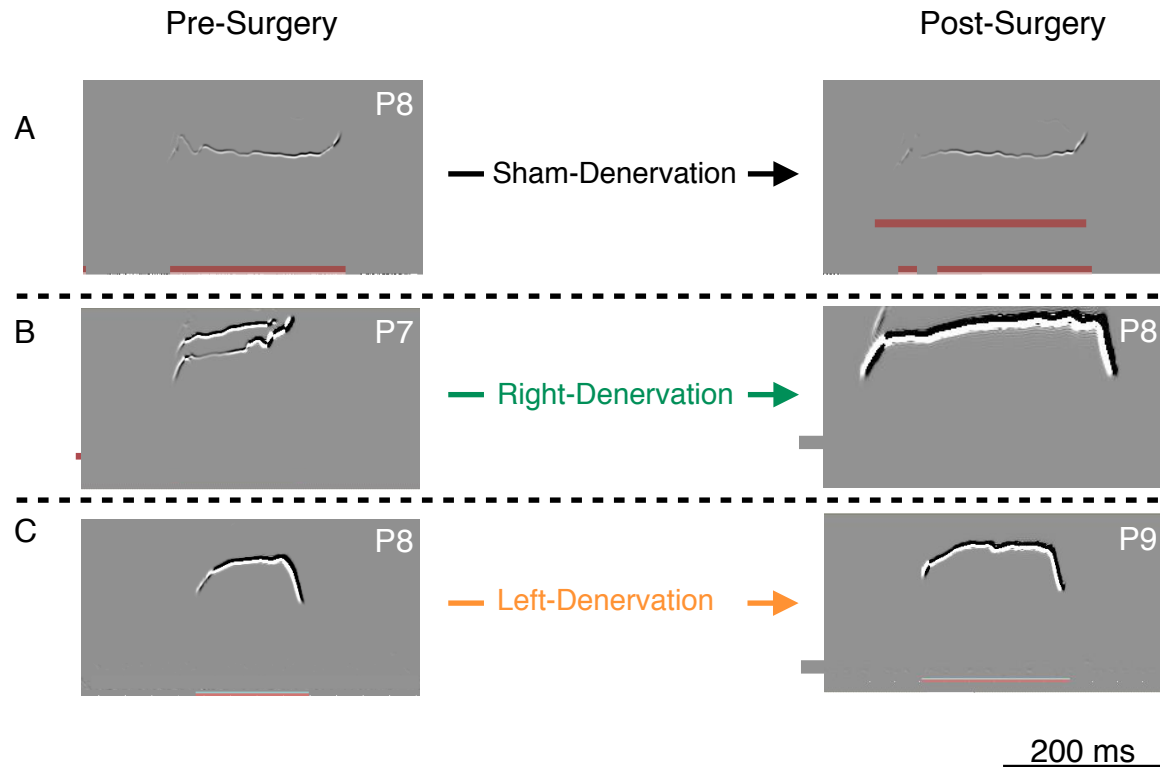 Pre-Surgery Post-Surgery
A P8 Sham-Denervation
B P7 Right-Denervation P8
C P8 Left-Denervation P9
200 ms